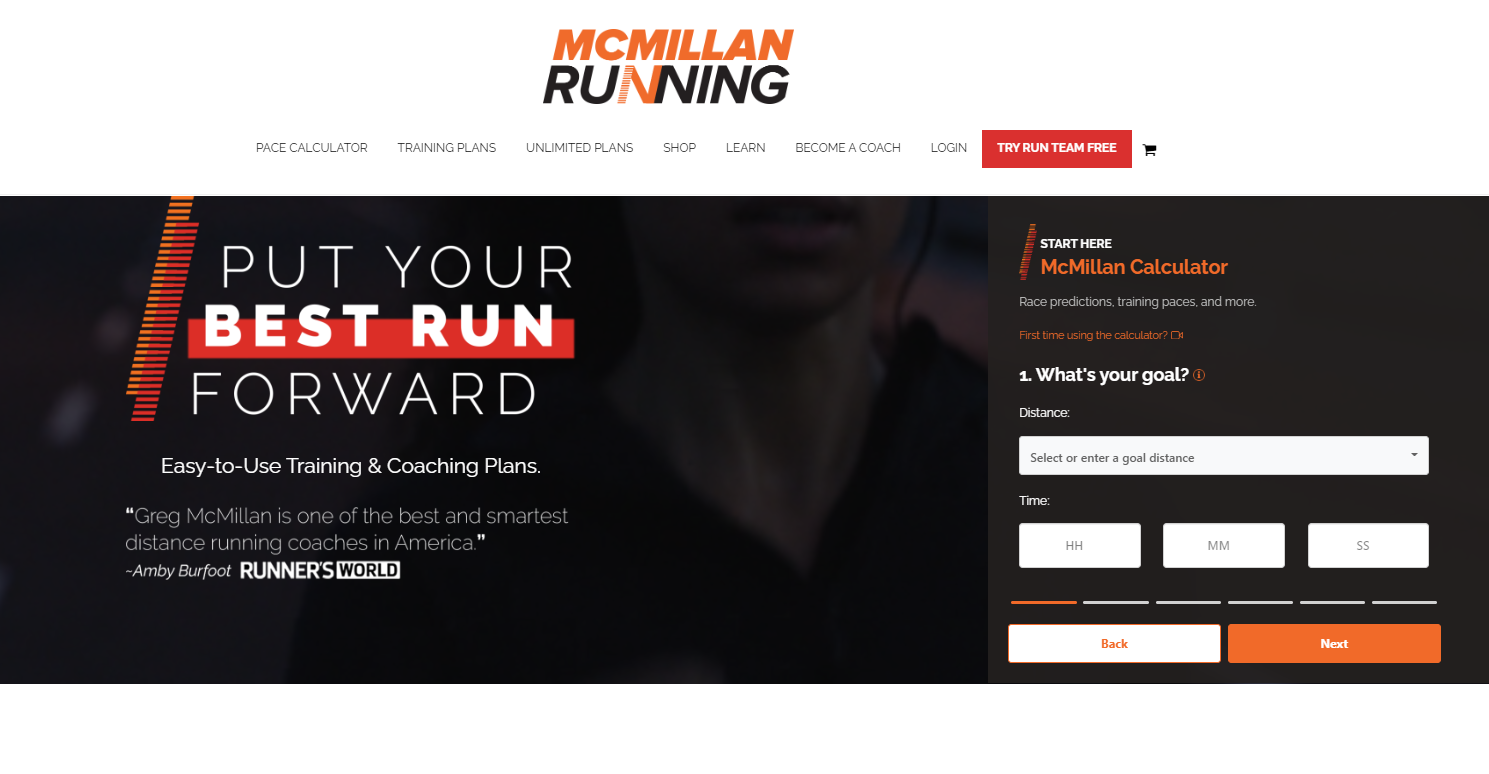 MCMILLAN
RUNNING
PACE CALCULATOR TRAINING PLANS UNLIMITED PLANS SHOP LEARN BECOME A COACH LOGIN TRY RUN TEAM FREE
PUT YOUR
BEST RUN
FORWARD
Easy-to-Use Training & Coaching Plans.
“Greg McMillan is one of the best and smartest
distance running coaches in America.”
~Amby Burfoot RUNNER'S WORLD
START HERE
McMillan Calculator
Race predictions, training paces, and more.
First time using the calculator?
1. What's your goal?
Distance:
Select or enter a goal distance
Time:
HH MM SS
Back Next